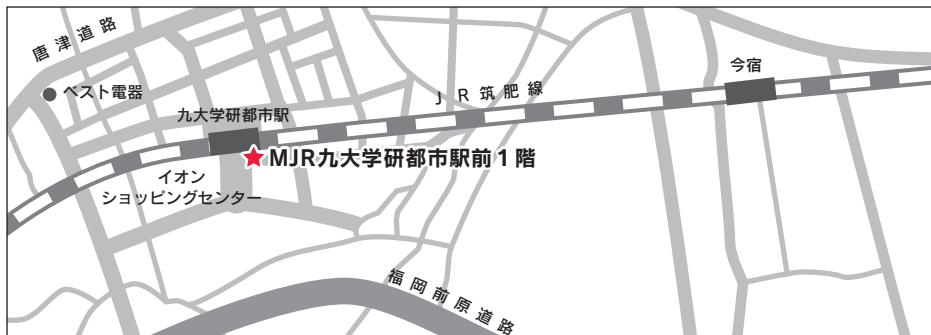 唐津道路
ベスト電器
九大学研都市駅
JR筑肥線
今宿
MJR九大学研都市駅前1階
イオン
ショッピングセンター
福岡前原道路